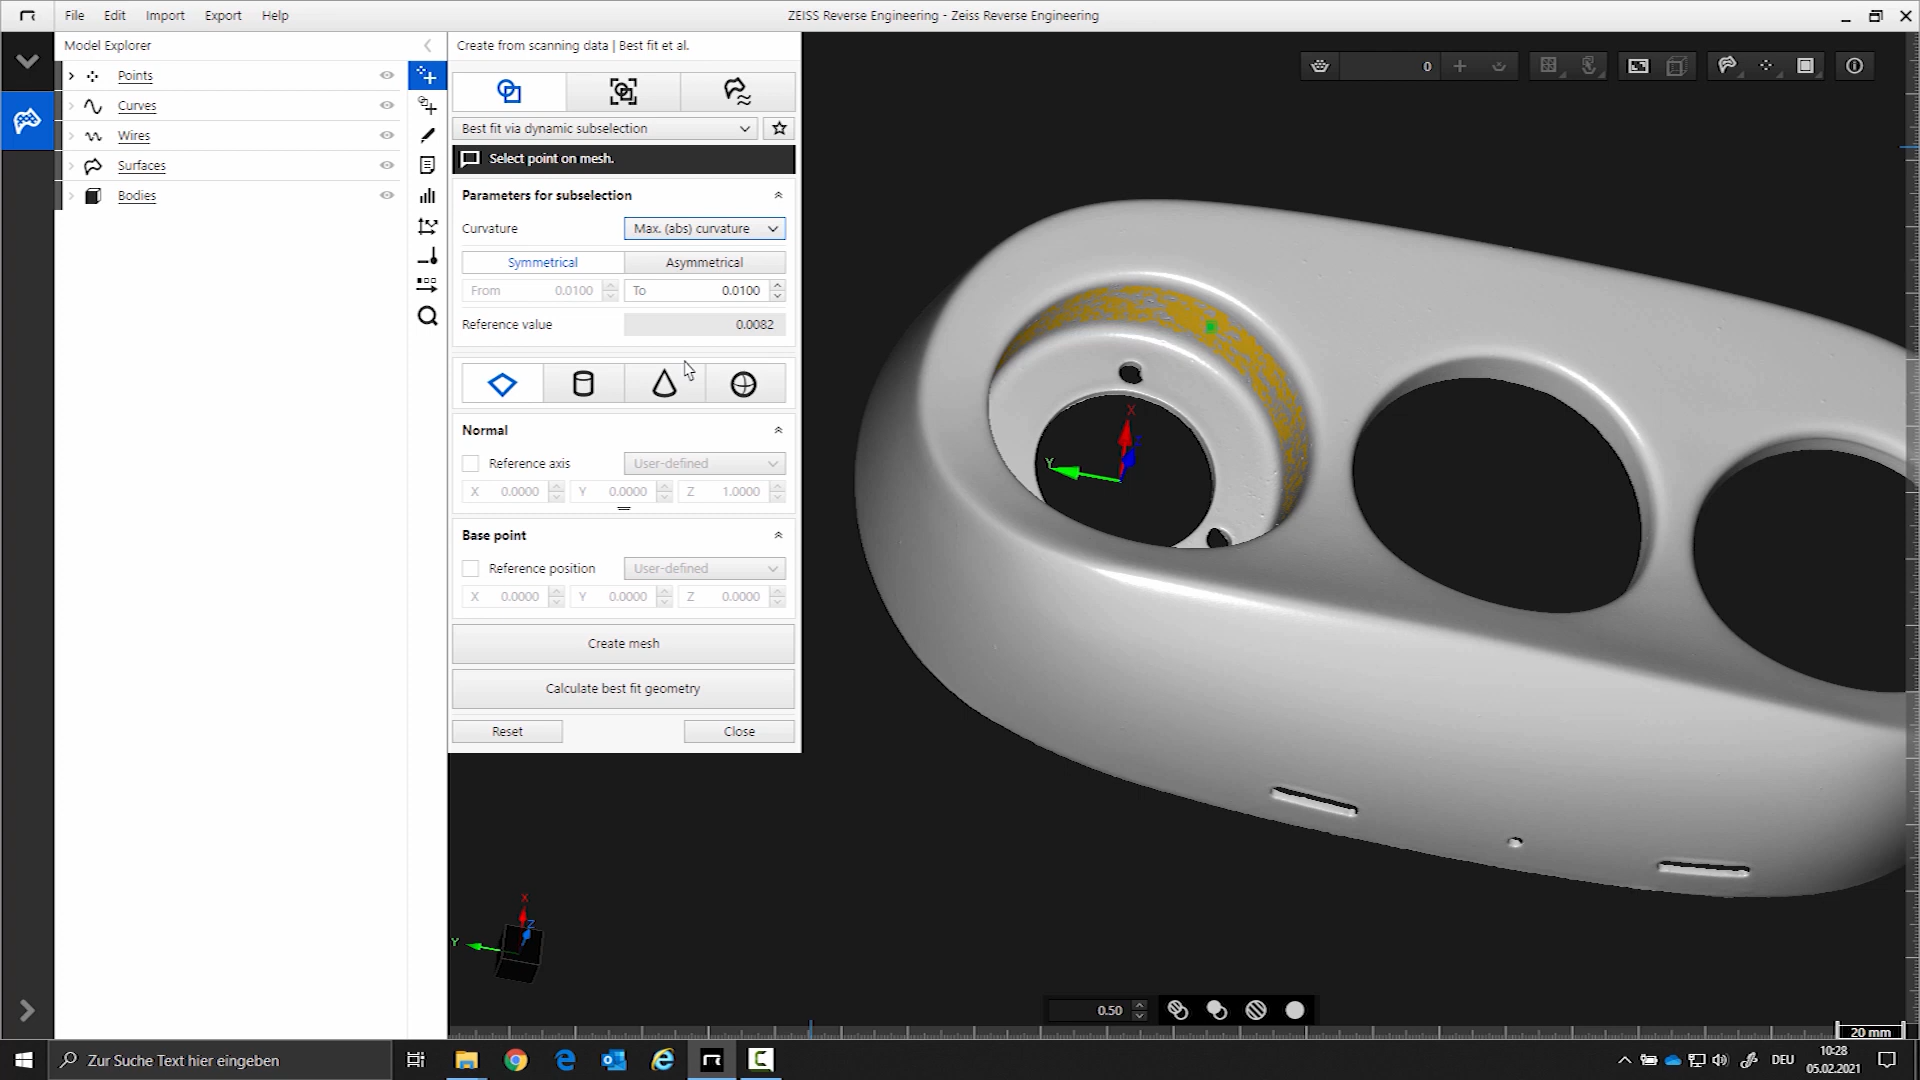 File Edit Import Export Help
ZEISS Reverse Engineering - Zeiss Reverse Engineering
Model Explorer
Points
Curves
Wires
Surfaces
Bodies
Create from scanning data | Best fit et al.
Best fit via dynamic subselection
Select point on mesh.
Parameters for subselection
Curvature Max. (abs) curvature
Symmetrical Asymmetrical
From 0.0100 To 0.0100
Reference value 0.0082
Normal
Reference axis User-defined
X 0.0000 Y 0.0000 Z 1.0000
Base point
Reference position User-defined
X 0.0000 Y 0.0000 Z 0.0000
Create mesh
Calculate best fit geometry
Reset Close
0
X
Y
Z
X
Z
Y
0.50
20 mm
Zur Suche Text hier eingeben
DEU
10:28
05.02.2021